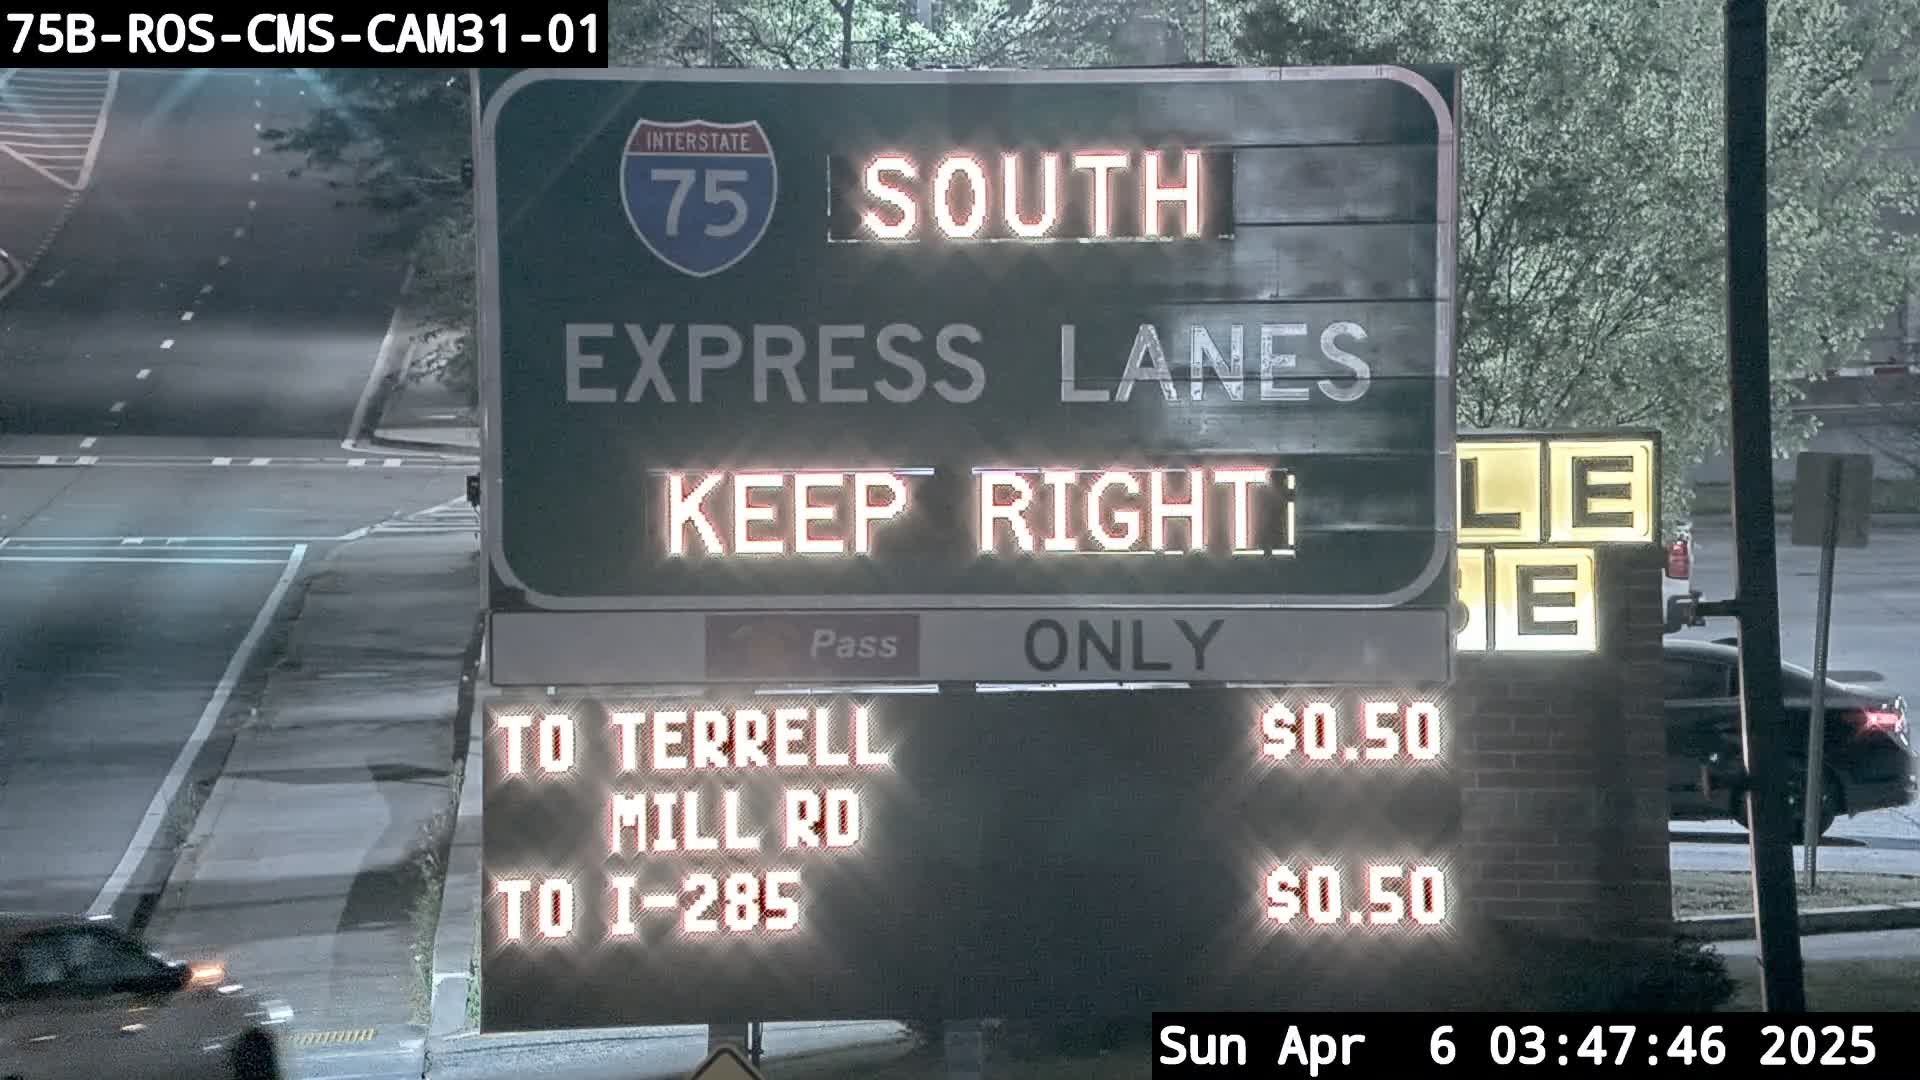 75B-ROS-CMS-CAM31-01
INTERSTATE
75
SOUTH
EXPRESS LANES
KEEP RIGHT
Pass ONLY
LE
E
TO TERRELL $0.50
MILL RD
TO I-285 $0.50
Sun Apr 6 03:47:46 2025